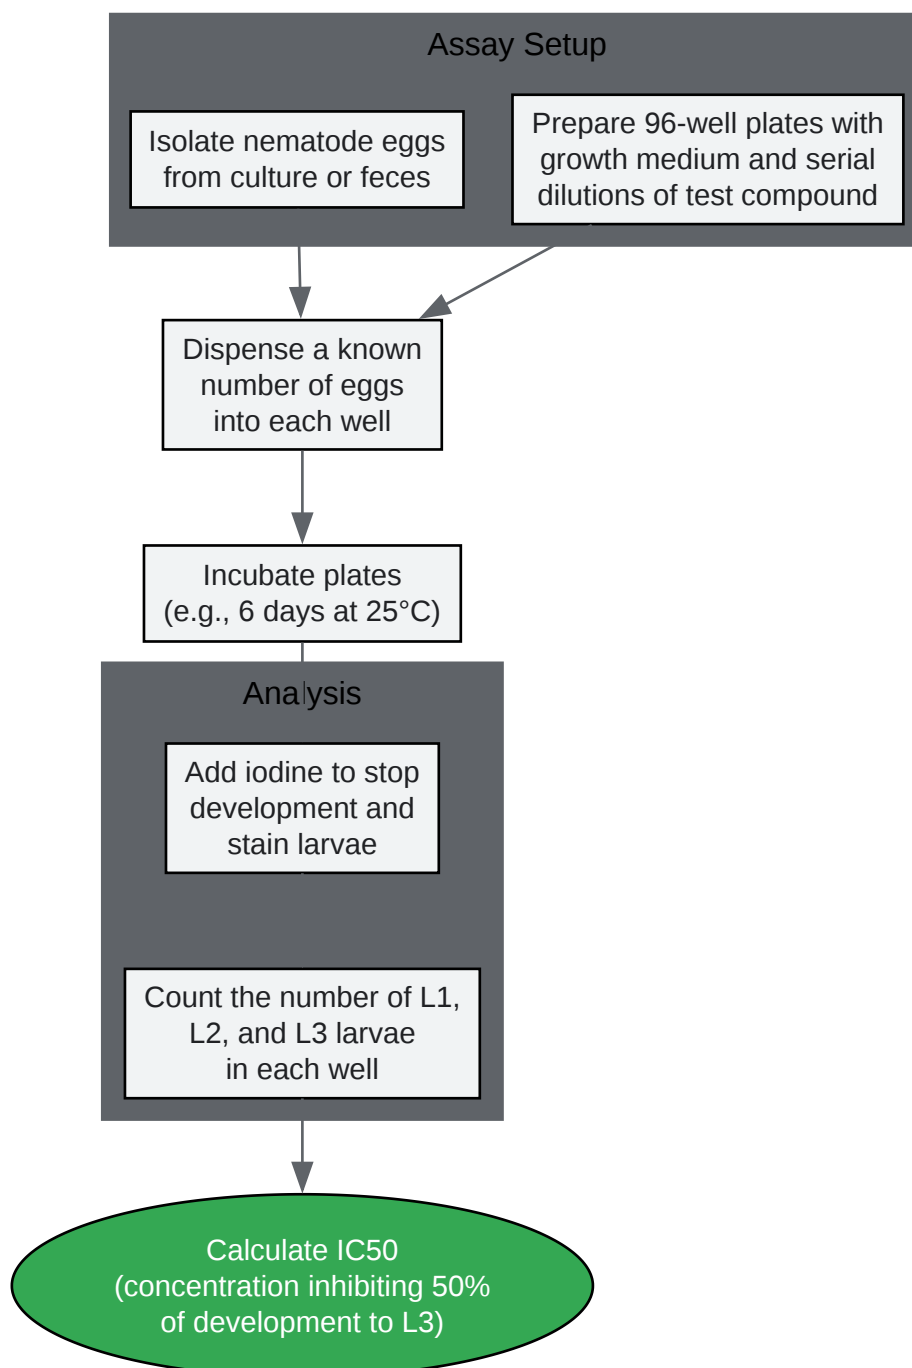 Assay Setup
Isolate nematode eggs
from culture or feces
Prepare 96-well plates with
growth medium and serial
dilutions of test compound
Dispense a known
number of eggs
into each well
Incubate plates
(e.g., 6 days at 25°C)
Analysis
Add iodine to stop
development and
stain larvae
Count the number of L1,
L2, and L3 larvae
in each well
Calculate IC50
(concentration inhibiting 50%
of development to L3)